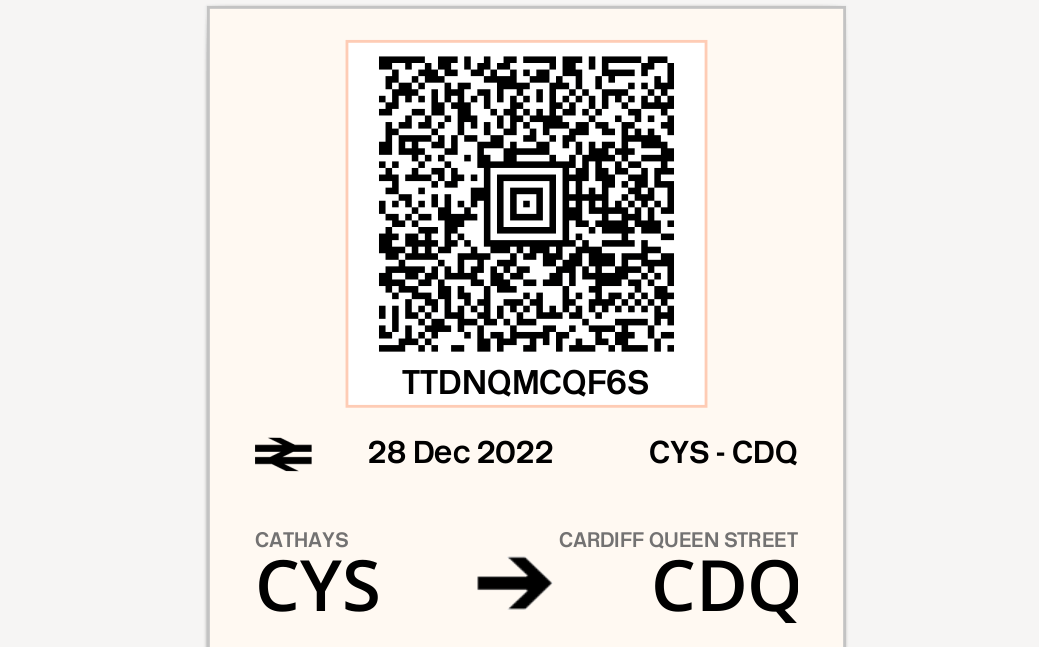 TTDNQMCQF6S
28 Dec 2022 CYS - CDQ
CATHAYS CARDIFF QUEEN STREET
CYS CDQ